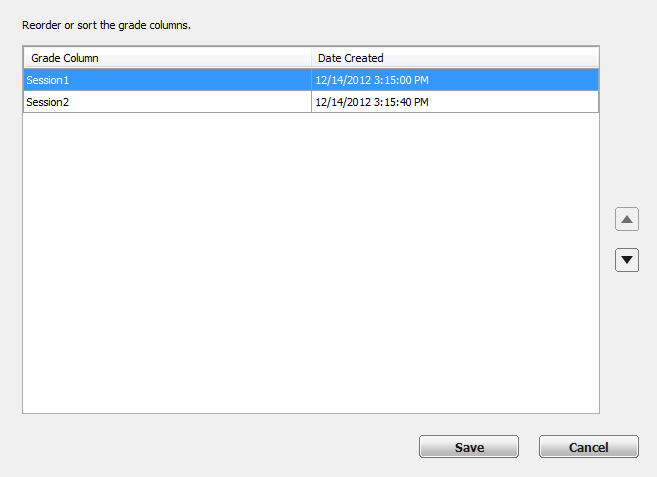 Reorder or sort the grade columns.
Grade Column Date Created
Session1 12/14/2012 3:15:00 PM
Session2 12/14/2012 3:15:40 PM
Save Cancel